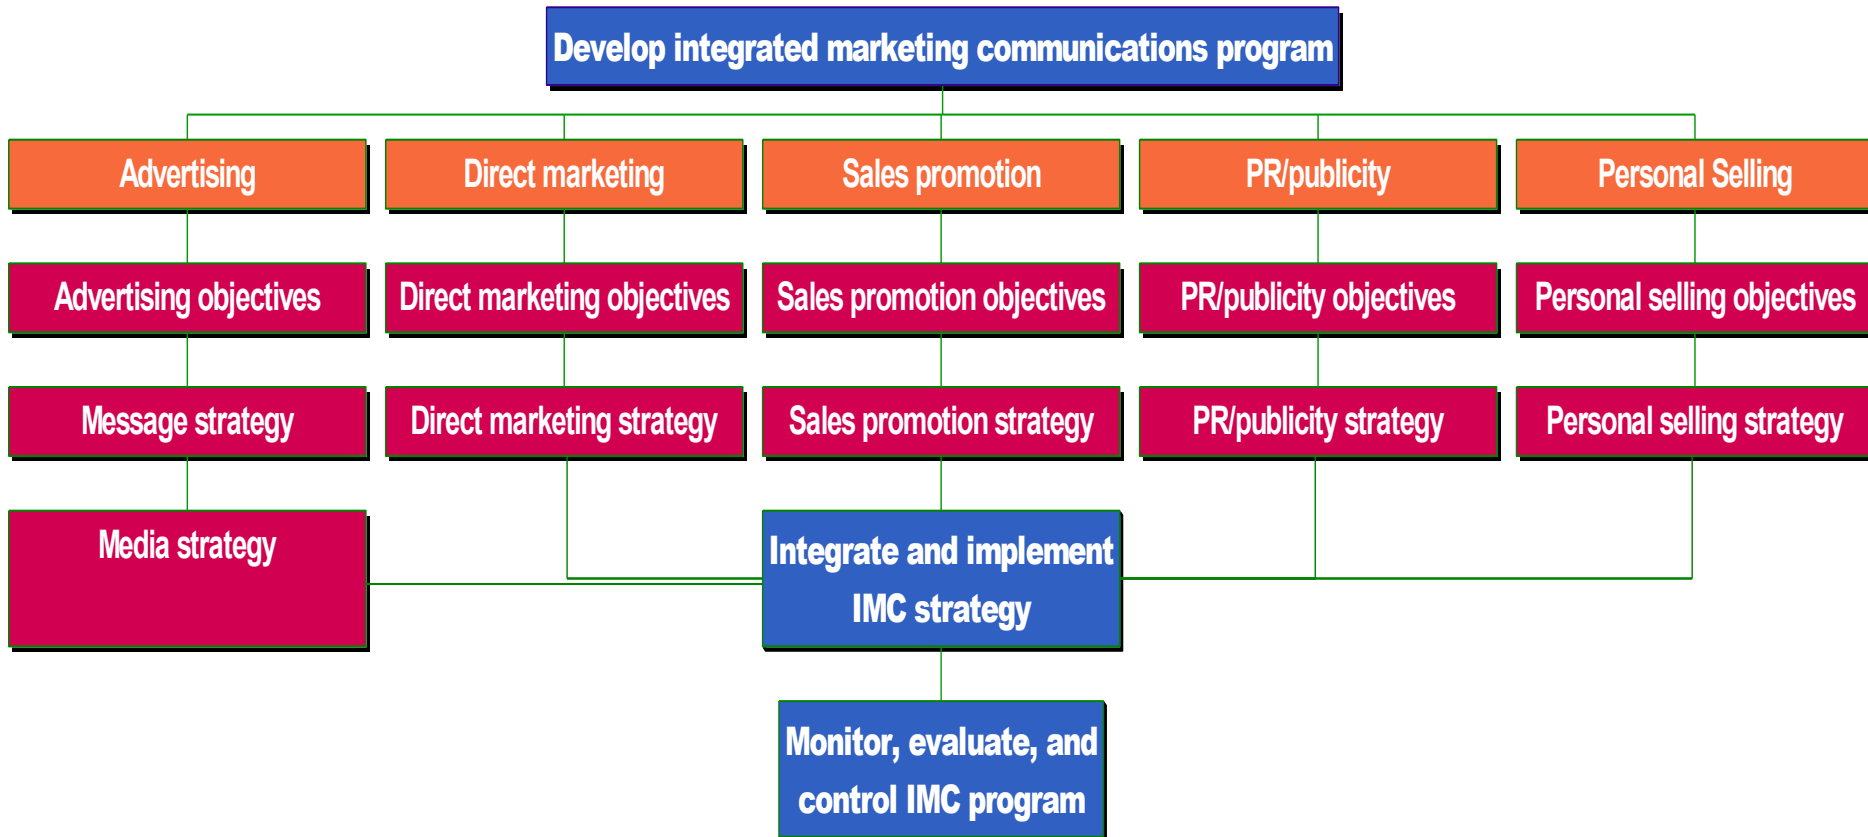 Develop integrated marketing communications program
Advertising
Direct marketing
Sales promotion
PR/publicity
Personal Selling
Advertising objectives
Direct marketing objectives
Sales promotion objectives
PR/publicity objectives
Personal selling objectives
Message strategy
Direct marketing strategy
Sales promotion strategy
PR/publicity strategy
Personal selling strategy
Media strategy
Integrate and implement
IMC strategy
Monitor, evaluate, and
control IMC program